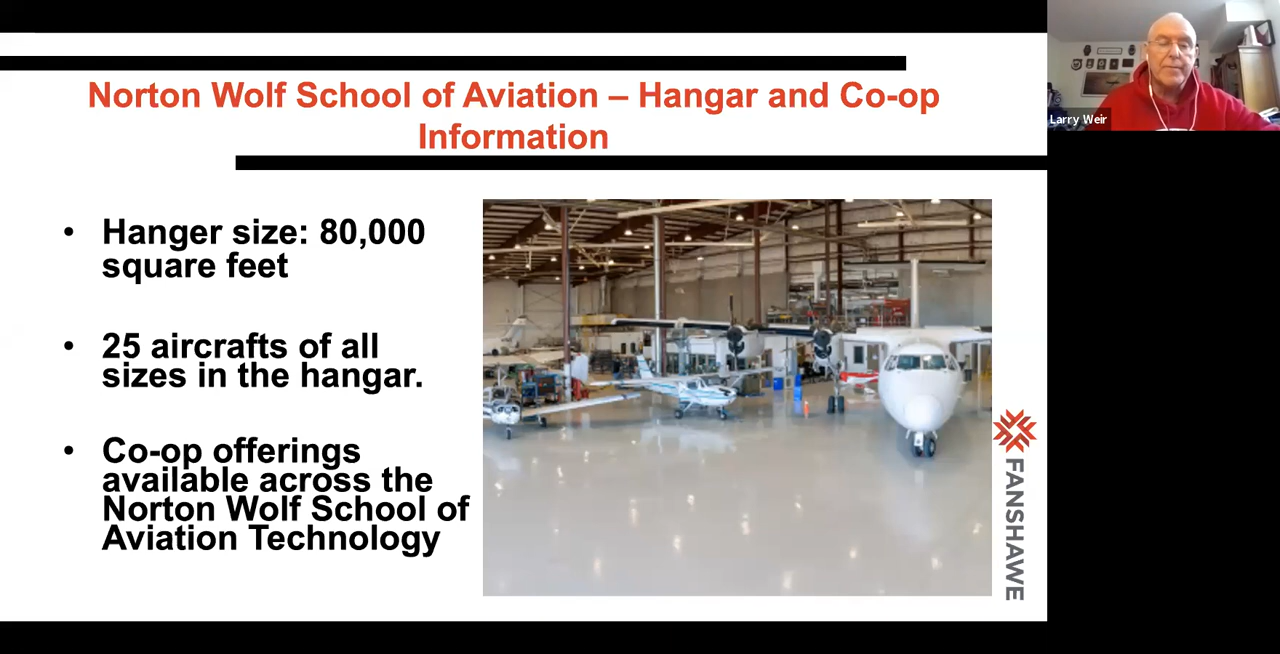 Norton Wolf School of Aviation – Hangar and Co-op
Information
• Hanger size: 80,000
square feet
• 25 aircrafts of all
sizes in the hangar.
• Co-op offerings
available across the
Norton Wolf School of
Aviation Technology
FANSHAWE
Larry Weir